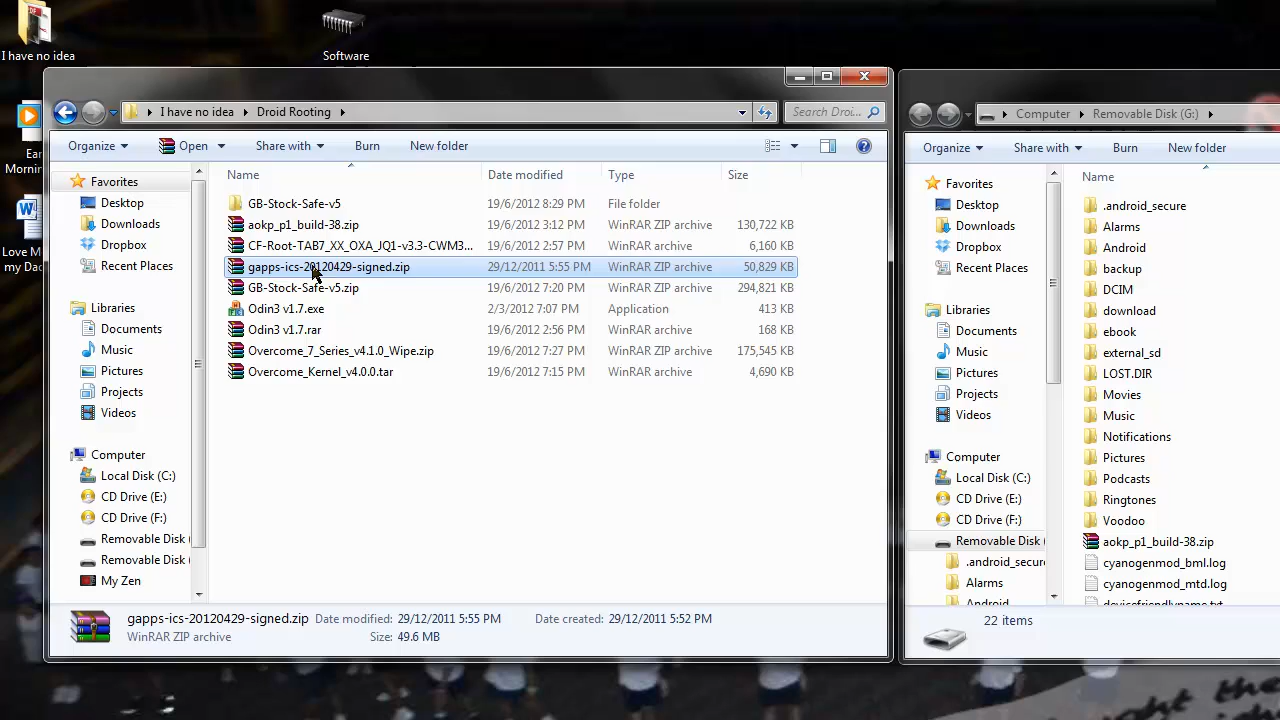 I have no idea
Software
Ear
Mornin
Love M
my Dac
I have no idea
Droid Rooting
Search Droi...
Organize
Open
Share with
Burn
New folder
Favorites
Desktop
Downloads
Dropbox
Recent Places
Libraries
Documents
Music
Pictures
Videos
Computer
Local Disk (C:)
CD Drive (E:)
CD Drive (F:)
Removable Disk (
Removable Disk (
My Zen
Name Date modified Type Size
GB-Stock-Safe-v5 19/6/2012 8:29 PM File folder
aokp_p1_build-38.zip 19/6/2012 3:12 PM WinRAR ZIP archive 130,722 KB
CF-Root-TAB7_XX_OXA_JQ1-v3.3-CWM3... 19/6/2012 2:57 PM WinRAR archive 6,160 KB
gapps-ics-20120429-signed.zip 29/12/2011 5:55 PM WinRAR ZIP archive 50,829 KB
GB-Stock-Safe-v5.zip 19/6/2012 7:20 PM WinRAR ZIP archive 294,821 KB
Odin3 v1.7.exe 2/3/2012 7:07 PM Application 413 KB
Odin3 v1.7.rar 19/6/2012 2:56 PM WinRAR archive 168 KB
Overcome_7_Series_v4.1.0_Wipe.zip 19/6/2012 7:27 PM WinRAR ZIP archive 175,545 KB
Overcome_Kernel_v4.0.0.tar 19/6/2012 7:15 PM WinRAR archive 4,690 KB
gapps-ics-20120429-signed.zip Date modified: 29/12/2011 5:55 PM Date created: 29/12/2011 5:52 PM
WinRAR ZIP archive Size: 49.6 MB
Computer
Removable Disk (G:)
Organize
Share with
Burn
New folder
Favorites
Desktop
Downloads
Dropbox
Recent Places
Libraries
Documents
Music
Pictures
Videos
Computer
Local Disk (C:)
CD Drive (E:)
CD Drive (F:)
Removable Disk (
.android_secure
Alarms
Android
Name
.android_secure
Alarms
Android
backup
DCIM
download
ebook
external_sd
LOST.DIR
Movies
Music
Notifications
Pictures
Podcasts
Ringtones
Voodoo
aokp_p1_build-38.zip
cyanogenmod_bml.log
cyanogenmod_mtd.log
devicefriendlyname.txt
22 items